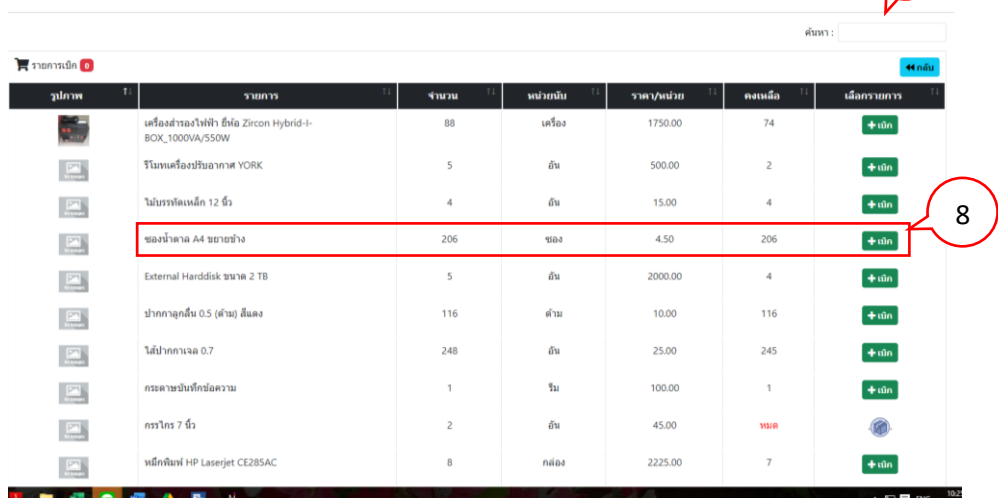 ค้นหา :
รายการเบิก 0
กลับ
รูปภาพ รายการ จำนวน หน่วยนับ ราคา/หน่วย คงเหลือ เลือกรายการ
เครื่องสำรองไฟฟ้า ยี่ห้อ Zircon Hybrid-I-
BOX_1000VA/550W 88 เครื่อง 1750.00 74 + เบิก
รีโมทเครื่องปรับอากาศ YORK 5 อัน 500.00 2 + เบิก
ไม้บรรทัดเหล็ก 12 นิ้ว 4 อัน 15.00 4 + เบิก
8
ซองน้ำตาล A4 ขยายข้าง 206 ซอง 4.50 206 + เบิก
External Harddisk ขนาด 2 TB 5 อัน 2000.00 4 + เบิก
ปากกาลูกลื่น 0.5 (ด้าม) สีแดง 116 ด้าม 10.00 116 + เบิก
ไส้ปากกาเจล 0.7 248 อัน 25.00 245 + เบิก
กระดาษบันทึกข้อความ 1 รีม 100.00 1 + เบิก
กรรไกร 7 นิ้ว 2 อัน 45.00 หมด
หมึกพิมพ์ HP Laserjet CE285AC 8 กล่อง 2225.00 7 + เบิก